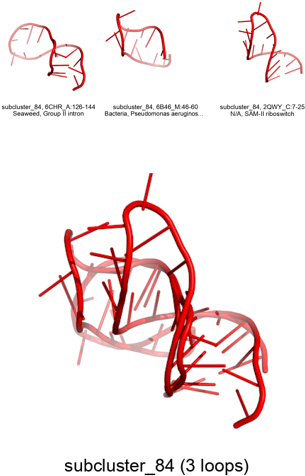 subcluster_84, 6CHR_A:126-144
Seaweed, Group II intron
subcluster_84, 6B46_M:46-60
Bacteria, Pseudomonas aeruginos...
subcluster_84, 2QWY_C:7-25
N/A, SAM-II riboswitch
subcluster_84 (3 loops)